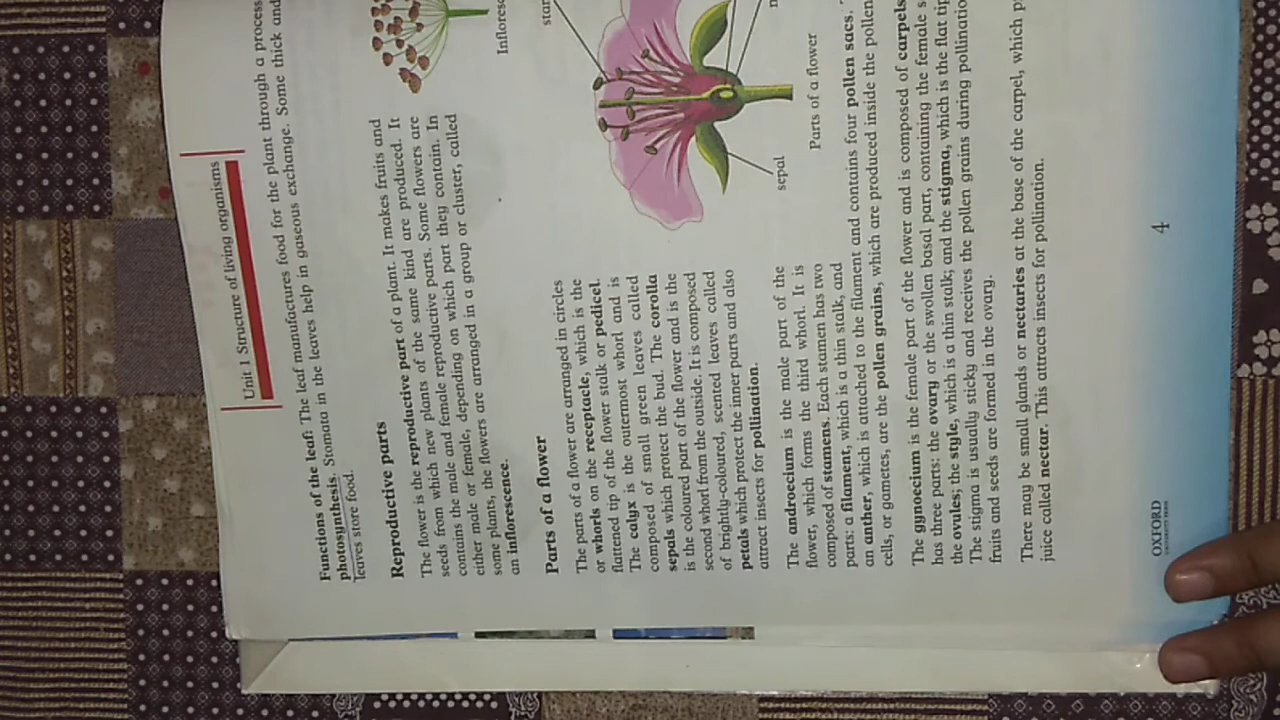 Unit 1 Structure of living organisms
Functions of the leaf: The leaf manufactures food for the plant through a process
photosynthesis. Stomata in the leaves help in gaseous exchange. Some thick and
leaves store food.
Reproductive parts
The flower is the reproductive part of a plant. It makes fruits and
seeds from which new plants of the same kind are produced. It
contains the male and female reproductive parts. Some flowers are
either male or female, depending on which part they contain. In
some plants, the flowers are arranged in a group or cluster, called
an inflorescence.
Parts of a flower
The parts of a flower are arranged in circles
or whorls on the receptacle, which is the
flattened tip of the flower stalk or pedicel.
The calyx is the outermost whorl and is
composed of small green leaves called
sepals which protect the bud. The corolla
is the coloured part of the flower and is the
second whorl from the outside. It is composed
of brightly-coloured, scented leaves called
petals which protect the inner parts and also
attract insects for pollination.
sepal
Parts of a flower
The androecium is the male part of the
flower, which forms the third whorl. It is
composed of stamens. Each stamen has two
parts: a filament, which is a thin stalk, and
an anther, which is attached to the filament and contains four pollen sacs.
cells, or gametes, are the pollen grains, which are produced inside the pollen
The gynoecium is the female part of the flower and is composed of carpels
has three parts: the ovary or the swollen basal part, containing the female
the ovules; the style, which is a thin stalk; and the stigma, which is the flat
The stigma is usually sticky and receives the pollen grains during
fruits and seeds are formed in the ovary.
There may be small glands or nectaries at the base of the carpel, which
juice called nectar. This attracts insects for pollination.
OXFORD
UNIVERSITY PRESS
4